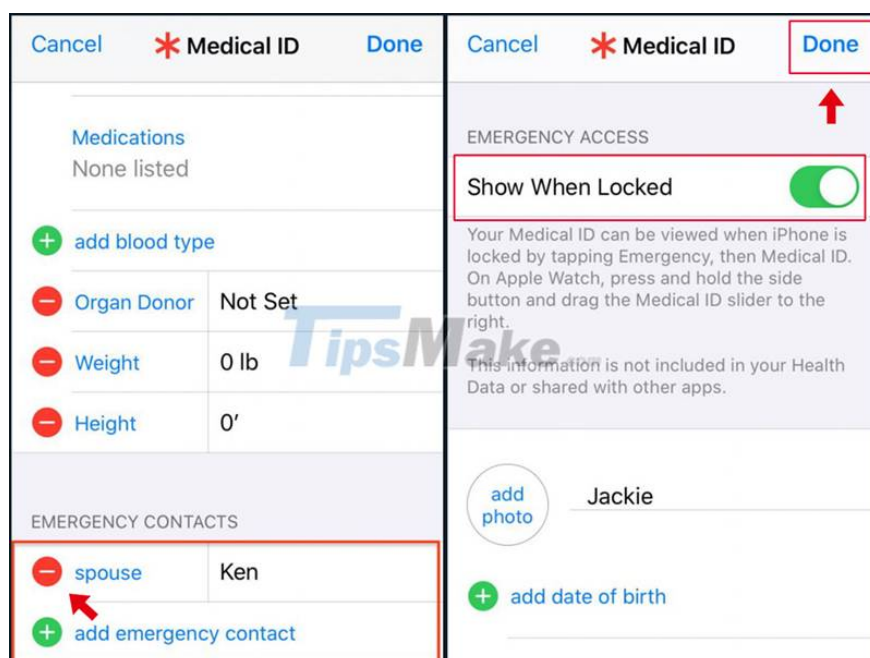 Cancel Medical ID Done
Medications
None listed
add blood type
Organ Donor Not Set
Weight 0 lb
Height 0'
EMERGENCY CONTACTS
spouse Ken
add emergency contact
Cancel Medical ID Done
EMERGENCY ACCESS
Show When Locked
Your Medical ID can be viewed when iPhone is
locked by tapping Emergency, then Medical ID.
On Apple Watch, press and hold the side
button and drag the Medical ID slider to the
right.
This information is not included in your Health
Data or shared with other apps.
add
photo
Jackie
add date of birth
TipsMake.com